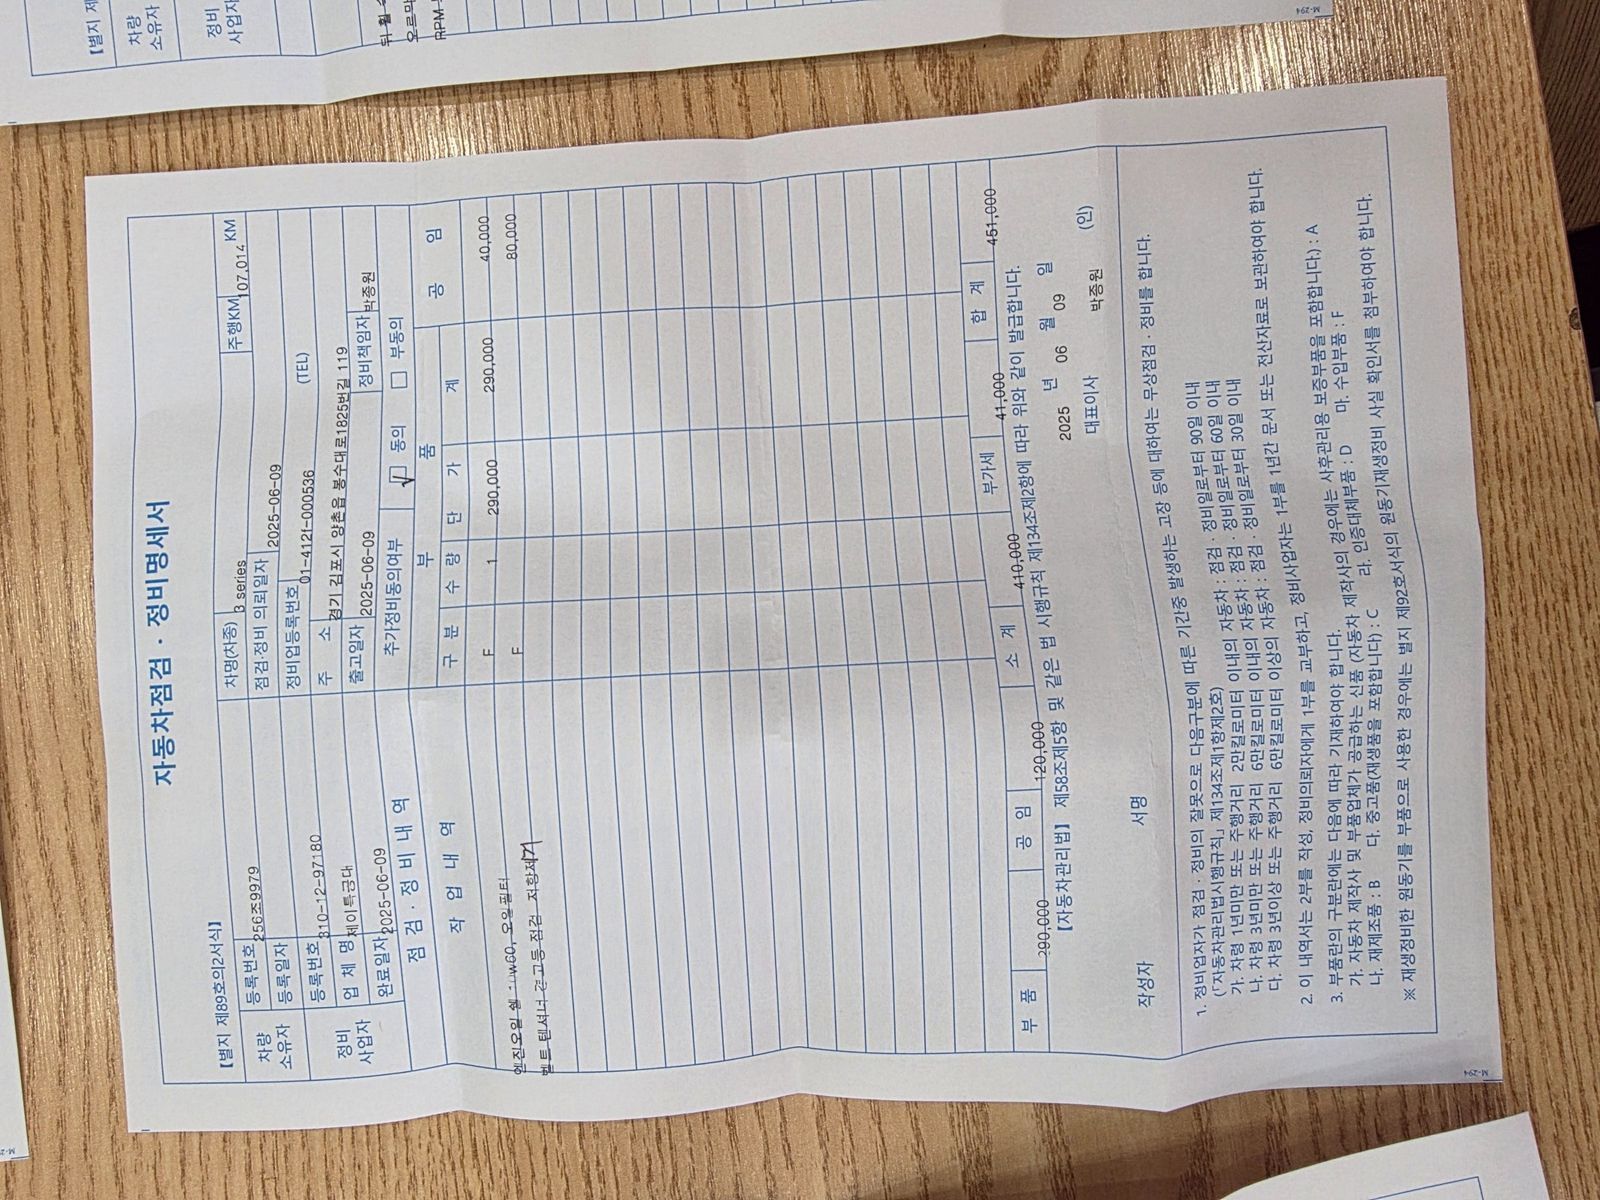 자동차점검 · 정비명세서
【별지 제89호의2서식】
차량 소유자
등록번호 256조9979
차명(차종) 3 series
주행KM 107,014 KM
등록일자
점검.정비 의뢰일자 2025-06-09
정비 사업자
등록번호 310-12-97180
정비업등록번호 01-412f-000536
(TEL)
업 체 명 제이특공대
주 소 경기 김포시 양촌읍 봉수대로1825번길 119
완료일자 2025-06-09
출고일자 2025-06-09
정비책임자 박종원
점 검 · 정 비 내 역
추가정비동의여부 √ 동의 □ 부동의
작 업 내 역
부 품
공 임
구 분 수 량 단 가 계
엔진오일 쉘 10w60, 오일필터 F 1 290,000 290,000 40,000
벨트 텐셔너 경고등 점검 저항제거 F 80,000
부 품 290,000 공 임 120,000 소 계 410,000 부가세 41,000 합 계 451,000
【자동차관리법】 제58조제5항 및 같은 법 시행규칙 제134조제2항에 따라 위와 같이 발급합니다.
2025 년 06 월 09 일
대표이사 박종원 (인)
작성자 서명
1. 정비업자가 점검 · 정비의 잘못으로 다음구분에 따른 기간중 발생하는 고장 등에 대하여는 무상점검 · 정비를 합니다.
(「자동차관리법시행규칙」 제134조제1항제2호)
가. 차령 1년미만 또는 주행거리 2만킬로미터 이내의 자동차 : 점검 · 정비일로부터 90일 이내
나. 차령 3년미만 또는 주행거리 6만킬로미터 이내의 자동차 : 점검 · 정비일로부터 60일 이내
다. 차령 3년이상 또는 주행거리 6만킬로미터 이상의 자동차 : 점검 · 정비일로부터 30일 이내
2. 이 내역서는 2부를 작성, 정비의뢰자에게 1부를 교부하고, 정비사업자는 1부를 1년간 문서 또는 전산자료로 보관하여야 합니다.
3. 부품란의 구분란에는 다음에 따라 기재하여야 합니다.
가. 자동차 제작사 및 부품업체가 공급하는 신품 (자동차 제작사의 경우에는 사후관리용 보증부품을 포함합니다.) : A
나. 재제조품 : B 다. 중고품(재생품을 포함합니다) : C 라. 인증대체부품 : D 마. 수입부품 : F
※ 재생정비한 원동기를 부품으로 사용한 경우에는 별지 제92호서식의 원동기재생정비 사실 확인서를 첨부하여야 합니다.
M-294
【별지 제
차량 소유자
정비 사업자
RPM
M-294